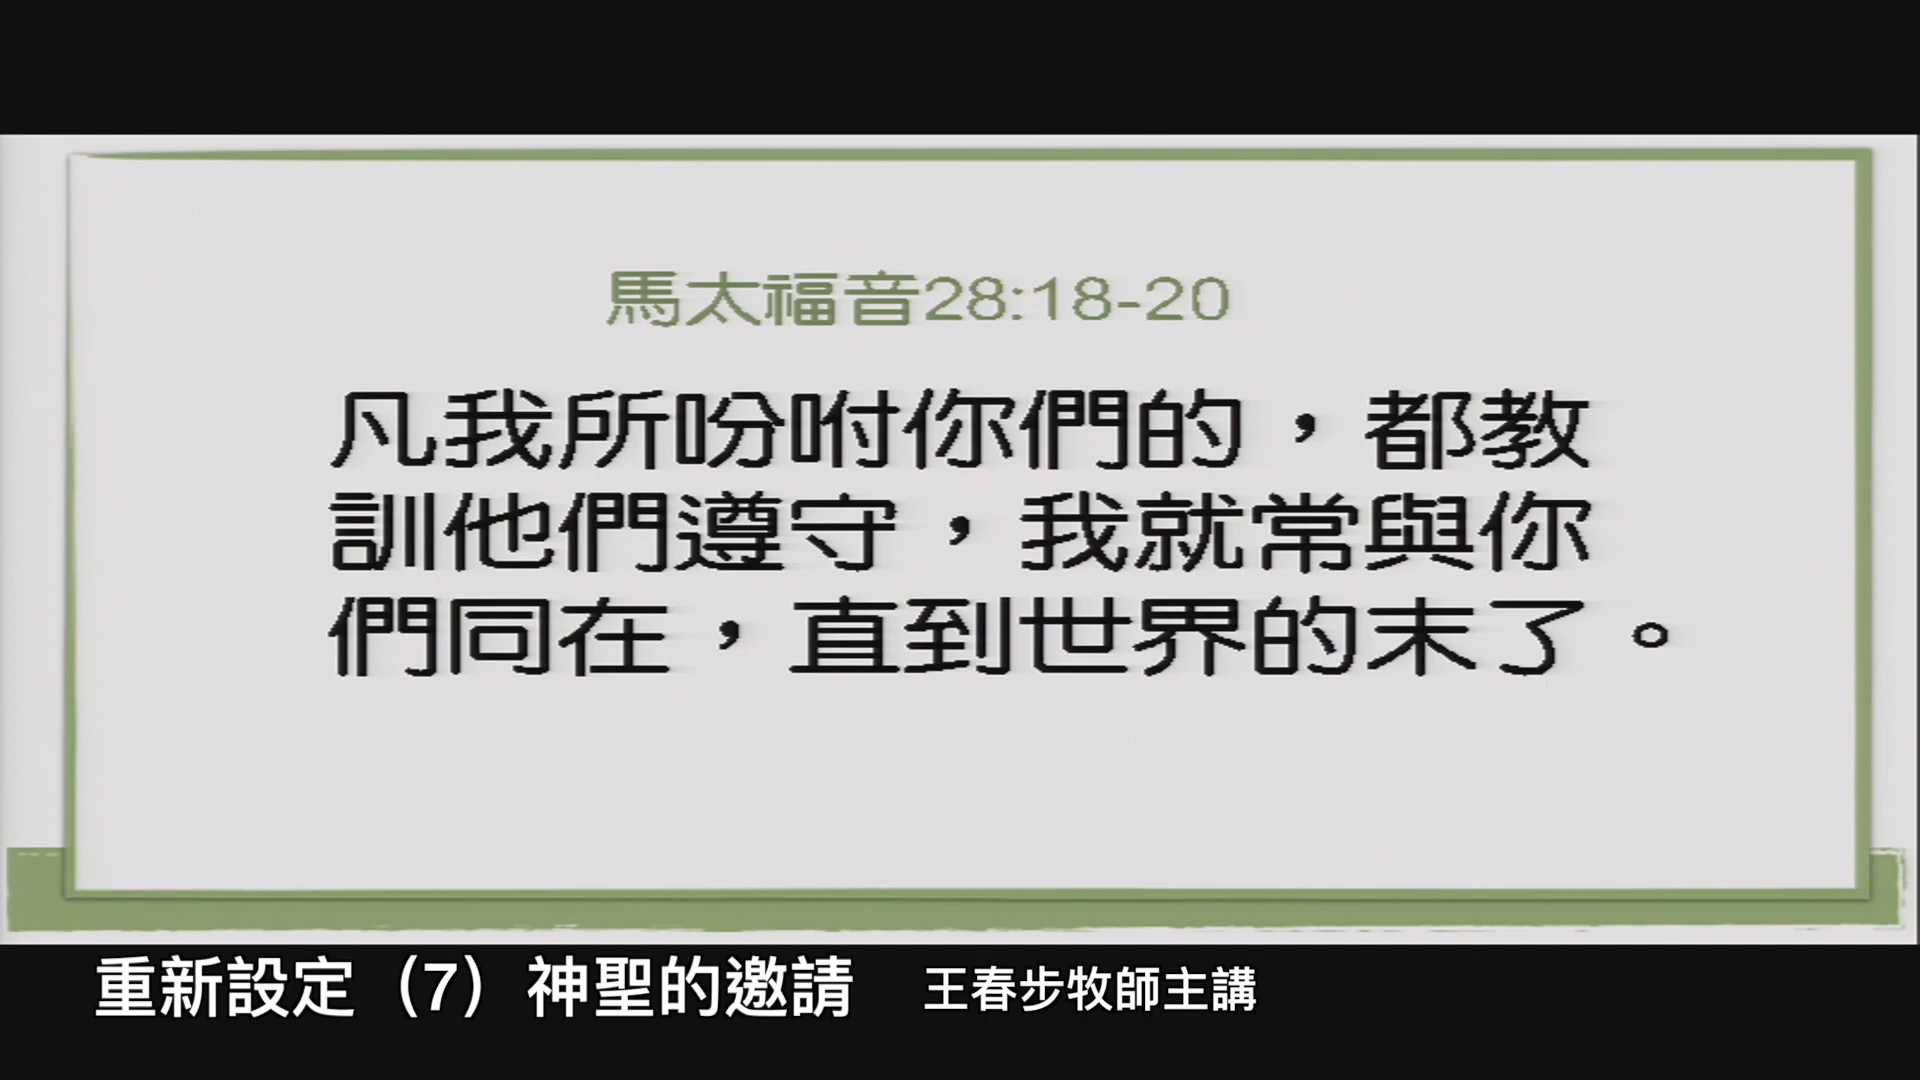 馬太福音28:18-20
凡我所吩咐你們的，都教
訓他們遵守，我就常與你
們同在，直到世界的末了。
重新設定（7）神聖的邀請 王春步牧師主講